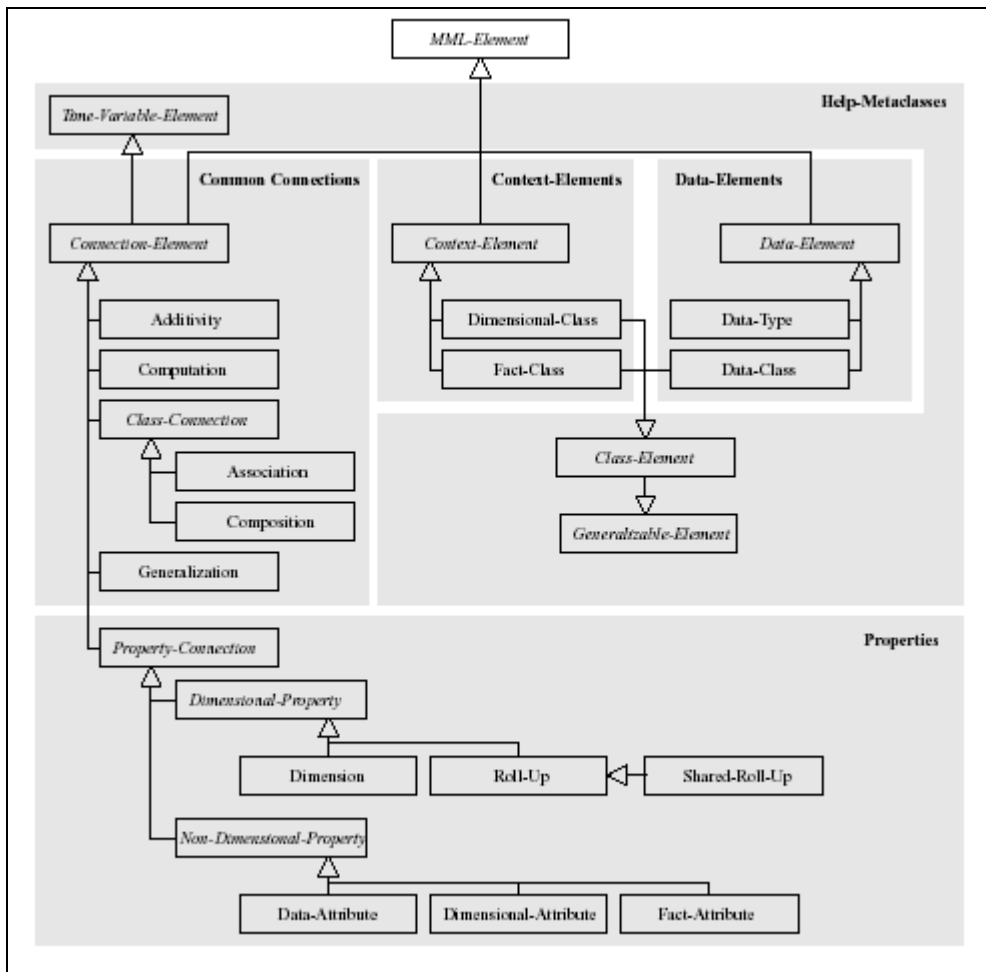 MML-Element
Help-Metaclasses
Time-Variable-Element
Common Connections
Context-Elements
Data-Elements
Connection-Element
Context-Element
Data-Element
Additivity
Dimensional-Class
Data-Type
Computation
Fact-Class
Data-Class
Class-Connection
Class-Element
Association
Composition
Generalizable-Element
Generalization
Property-Connection
Properties
Dimensional-Property
Dimension
Roll-Up
Shared-Roll-Up
Non-Dimensional-Property
Data-Attribute
Dimensional-Attribute
Fact-Attribute